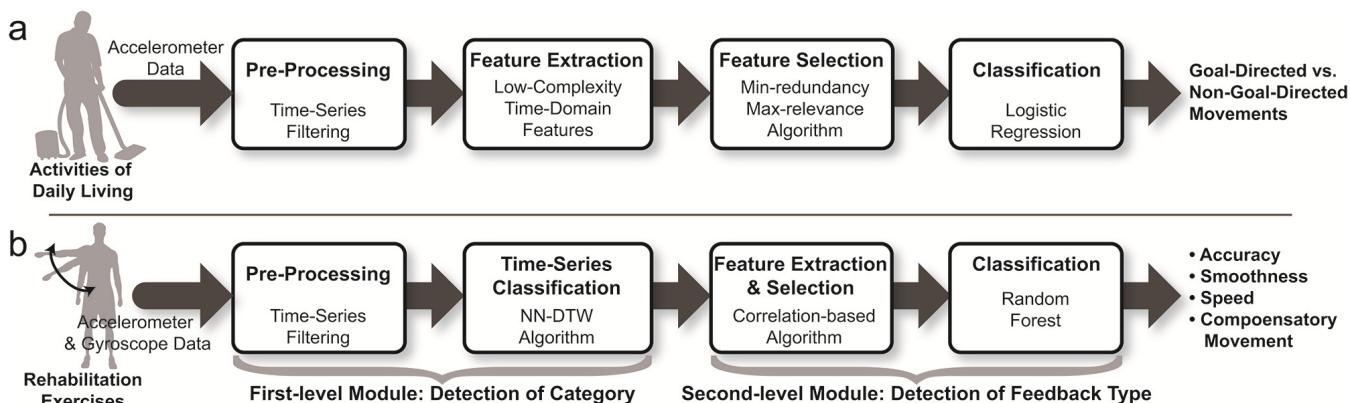 a
Accelerometer
Data
Activities of
Daily Living
Pre-Processing
Time-Series
Filtering
Feature Extraction
Low-Complexity
Time-Domain
Features
Feature Selection
Min-redundancy
Max-relevance
Algorithm
Classification
Logistic
Regression
Goal-Directed vs.
Non-Goal-Directed
Movements
b
Accelerometer
& Gyroscope Data
Rehabilitation
Exercises
Pre-Processing
Time-Series
Filtering
Time-Series
Classification
NN-DTW
Algorithm
Feature Extraction
& Selection
Correlation-based
Algorithm
Classification
Random
Forest
• Accuracy
• Smoothness
• Speed
• Compoensatory
Movement
First-level Module: Detection of Category
Second-level Module: Detection of Feedback Type